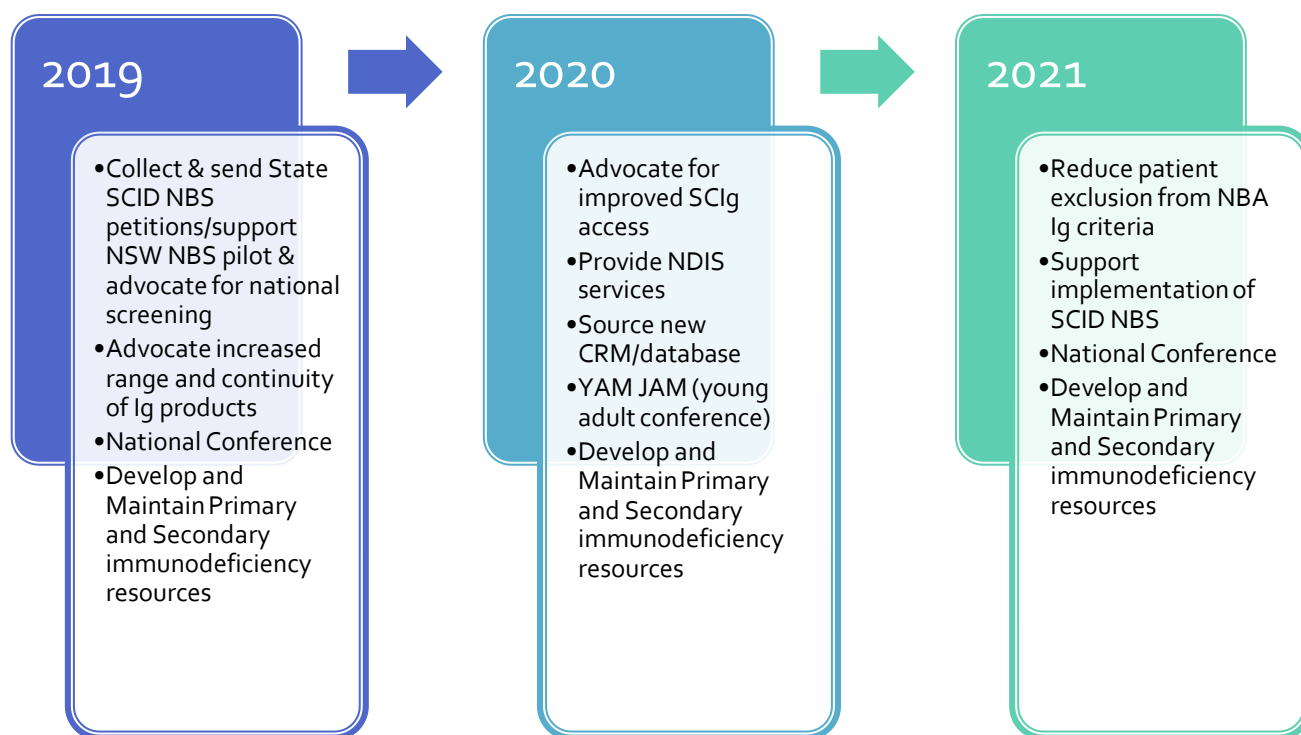 2019
•Collect & send State
SCID NBS
petitions/support
NSW NBS pilot &
advocate for national
screening
•Advocate increased
range and continuity
of Ig products
•National Conference
•Develop and
Maintain Primary
and Secondary
immunodeficiency
resources
2020
•Advocate for
improved SCIg
access
•Provide NDIS
services
•Source new
CRM/database
•YAM JAM (young
adult conference)
•Develop and
Maintain Primary
and Secondary
immunodeficiency
resources
2021
•Reduce patient
exclusion from NBA
Ig criteria
•Support
implementation of
SCID NBS
•National Conference
•Develop and
Maintain Primary
and Secondary
immunodeficiency
resources